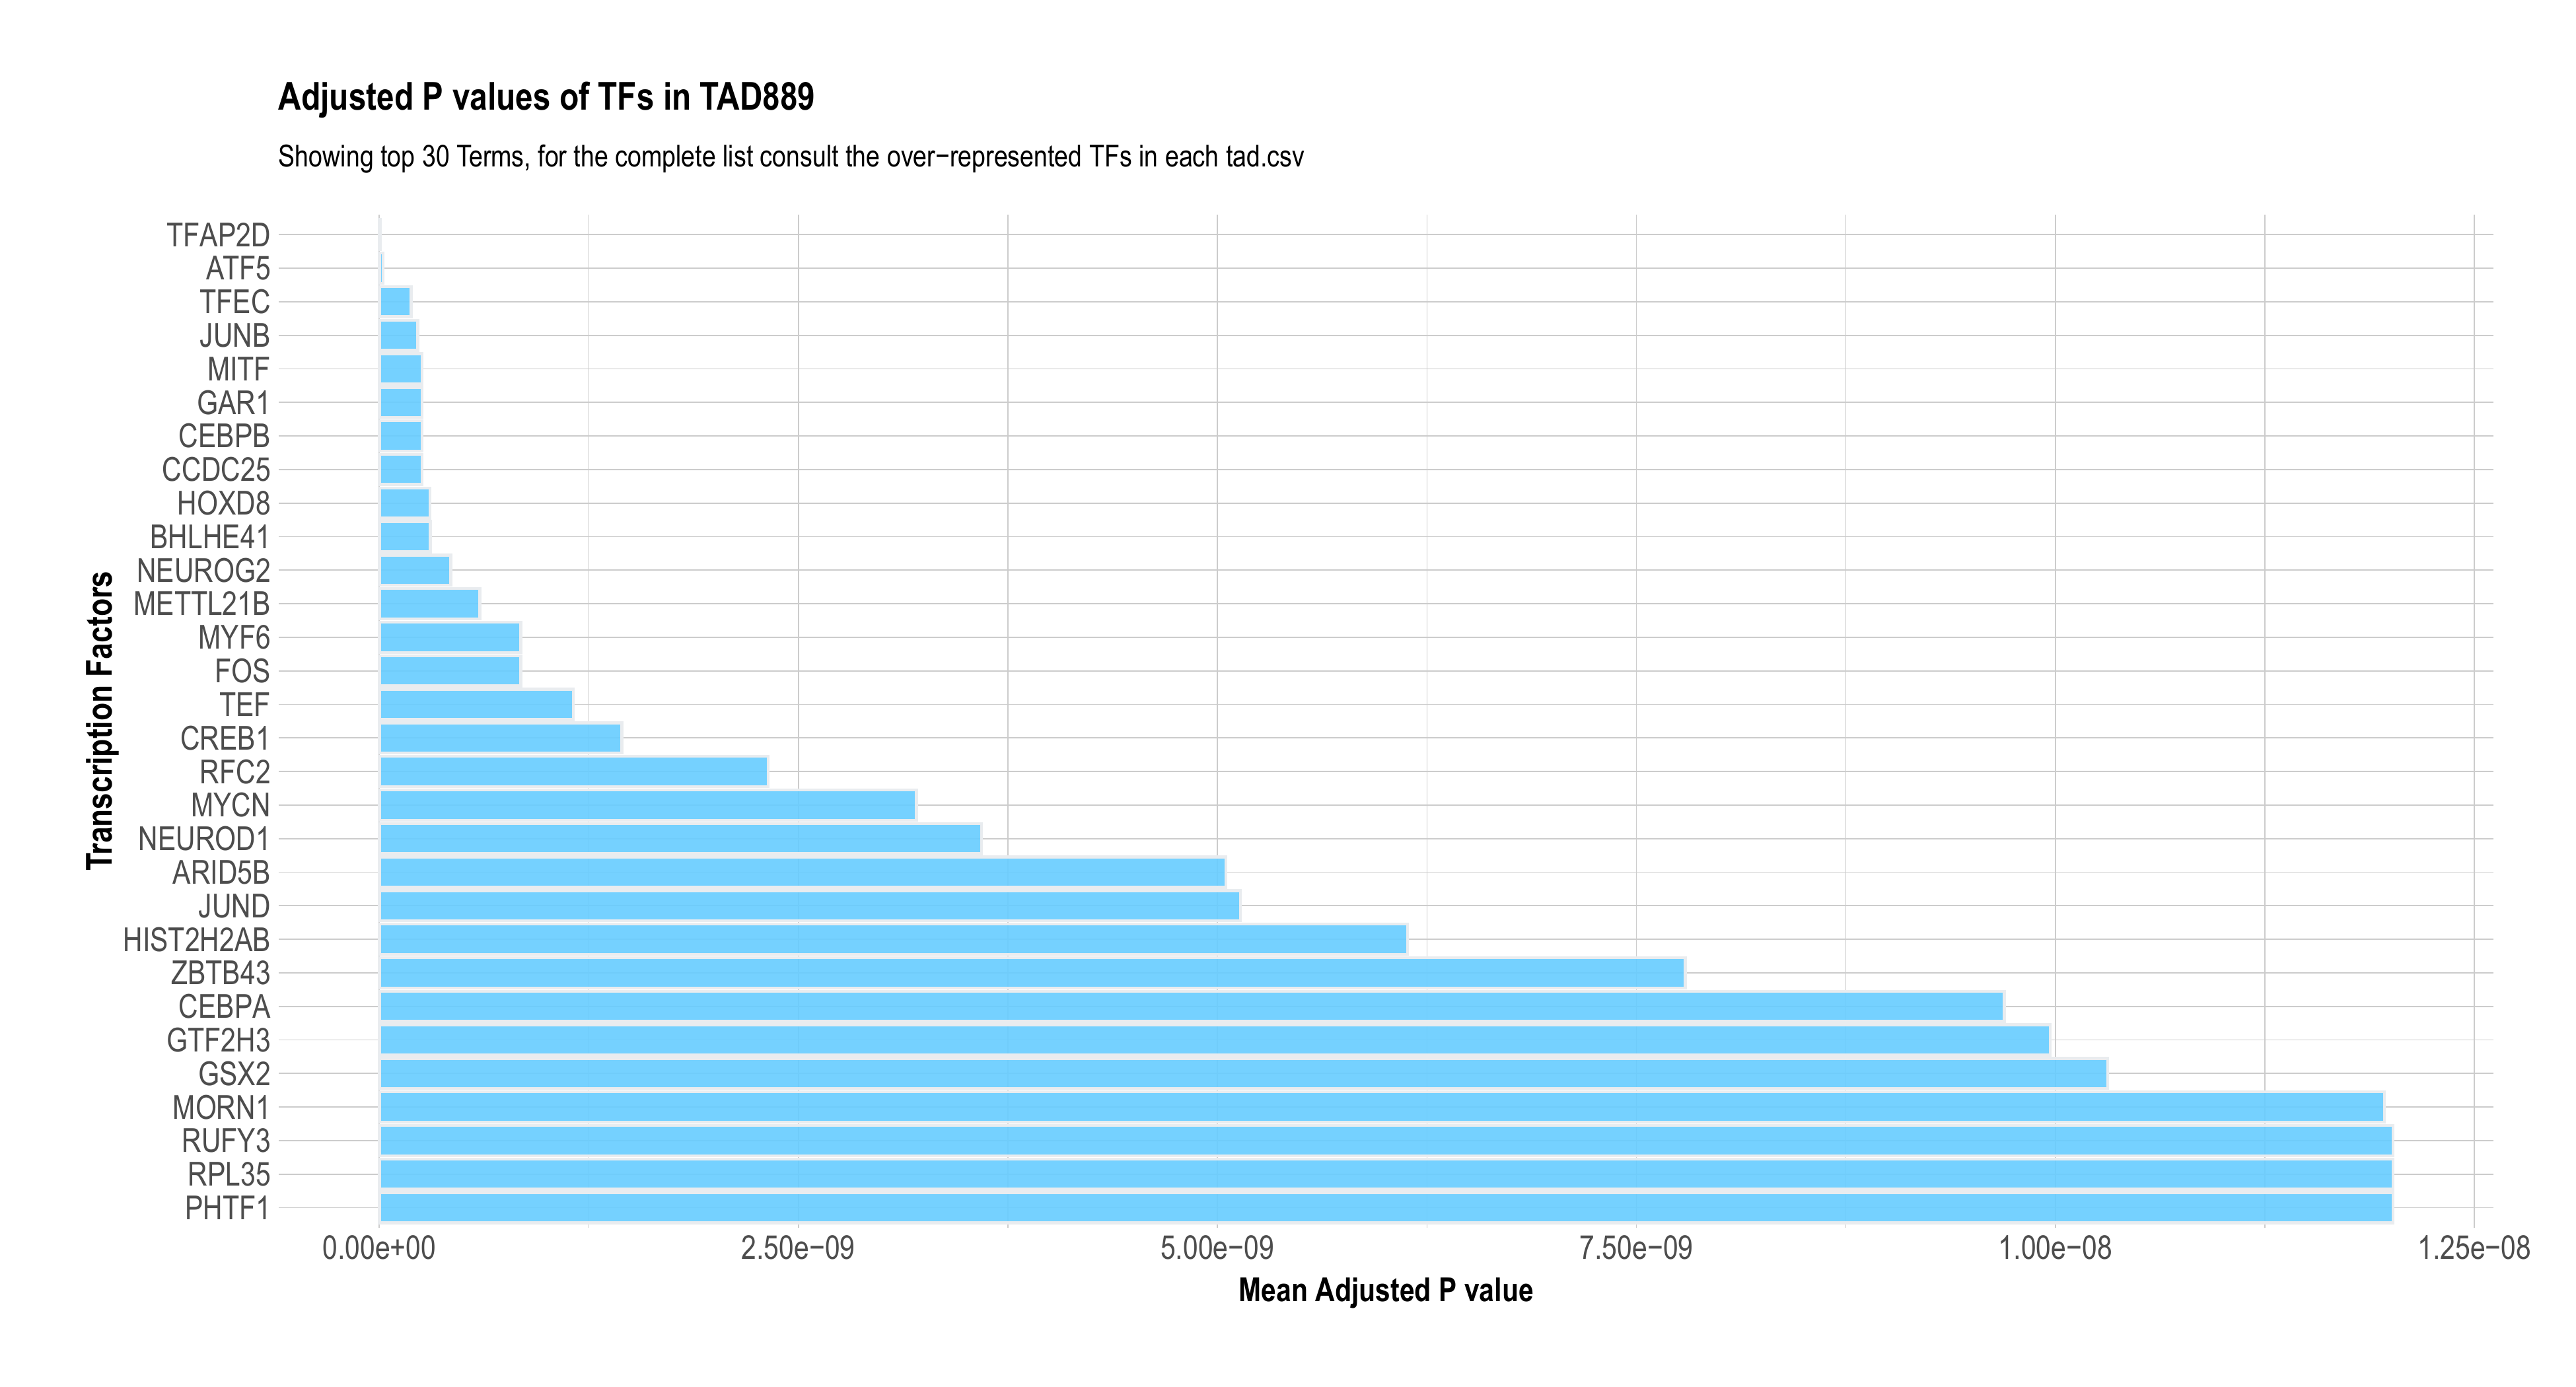 Adjusted P values of TFs in TAD889
Showing top 30 Terms, for the complete list consult the over−represented TFs in each tad.csv
Transcription Factors
TFAP2D
ATF5
TFEC
JUNB
MITF
GAR1
CEBPB
CCDC25
HOXD8
BHLHE41
NEUROG2
METTL21B
MYF6
FOS
TEF
CREB1
RFC2
MYCN
NEUROD1
ARID5B
JUND
HIST2H2AB
ZBTB43
CEBPA
GTF2H3
GSX2
MORN1
RUFY3
RPL35
PHTF1
0.00e+00 2.50e−09 5.00e−09 7.50e−09 1.00e−08 1.25e−08
Mean Adjusted P value